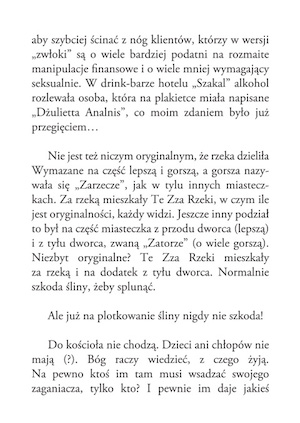 aby szybciej ścinać z nóg klientów, którzy w wersji
„zwłoki” są o wiele bardziej podatni na rozmaite
manipulacje finansowe i o wiele mniej wymagający
seksualnie. W drink-barze hotelu „Szakal” alkohol
rozlewała osoba, która na plakietce miała napisane
„Dżulietta Analnis”, co moim zdaniem było już
przegięciem…
Nie jest też niczym oryginalnym, że rzeka dzieliła
Wymazane na część lepszą i gorszą, a gorsza nazy-
wała się „Zarzecze”, jak w tylu innych miastecz-
kach. Za rzeką mieszkały Te Zza Rzeki, w czym ile
jest oryginalności, każdy widzi. Jeszcze inny podział
to był na część miasteczka z przodu dworca (lepszą)
i z tyłu dworca, zwaną „Zatorze” (o wiele gorszą).
Niezbyt oryginalne? Te Zza Rzeki mieszkały
za rzeką i na dodatek z tyłu dworca. Normalnie
szkoda śliny, żeby splunąć.
Ale już na plotkowanie śliny nigdy nie szkoda!
Do kościoła nie chodzą. Dzieci ani chłopów nie
mają (?). Bóg raczy wiedzieć, z czego żyją.
Na pewno ktoś im tam musi wsadzać swojego
zaganiacza, tylko kto? I pewnie im daje jakieś